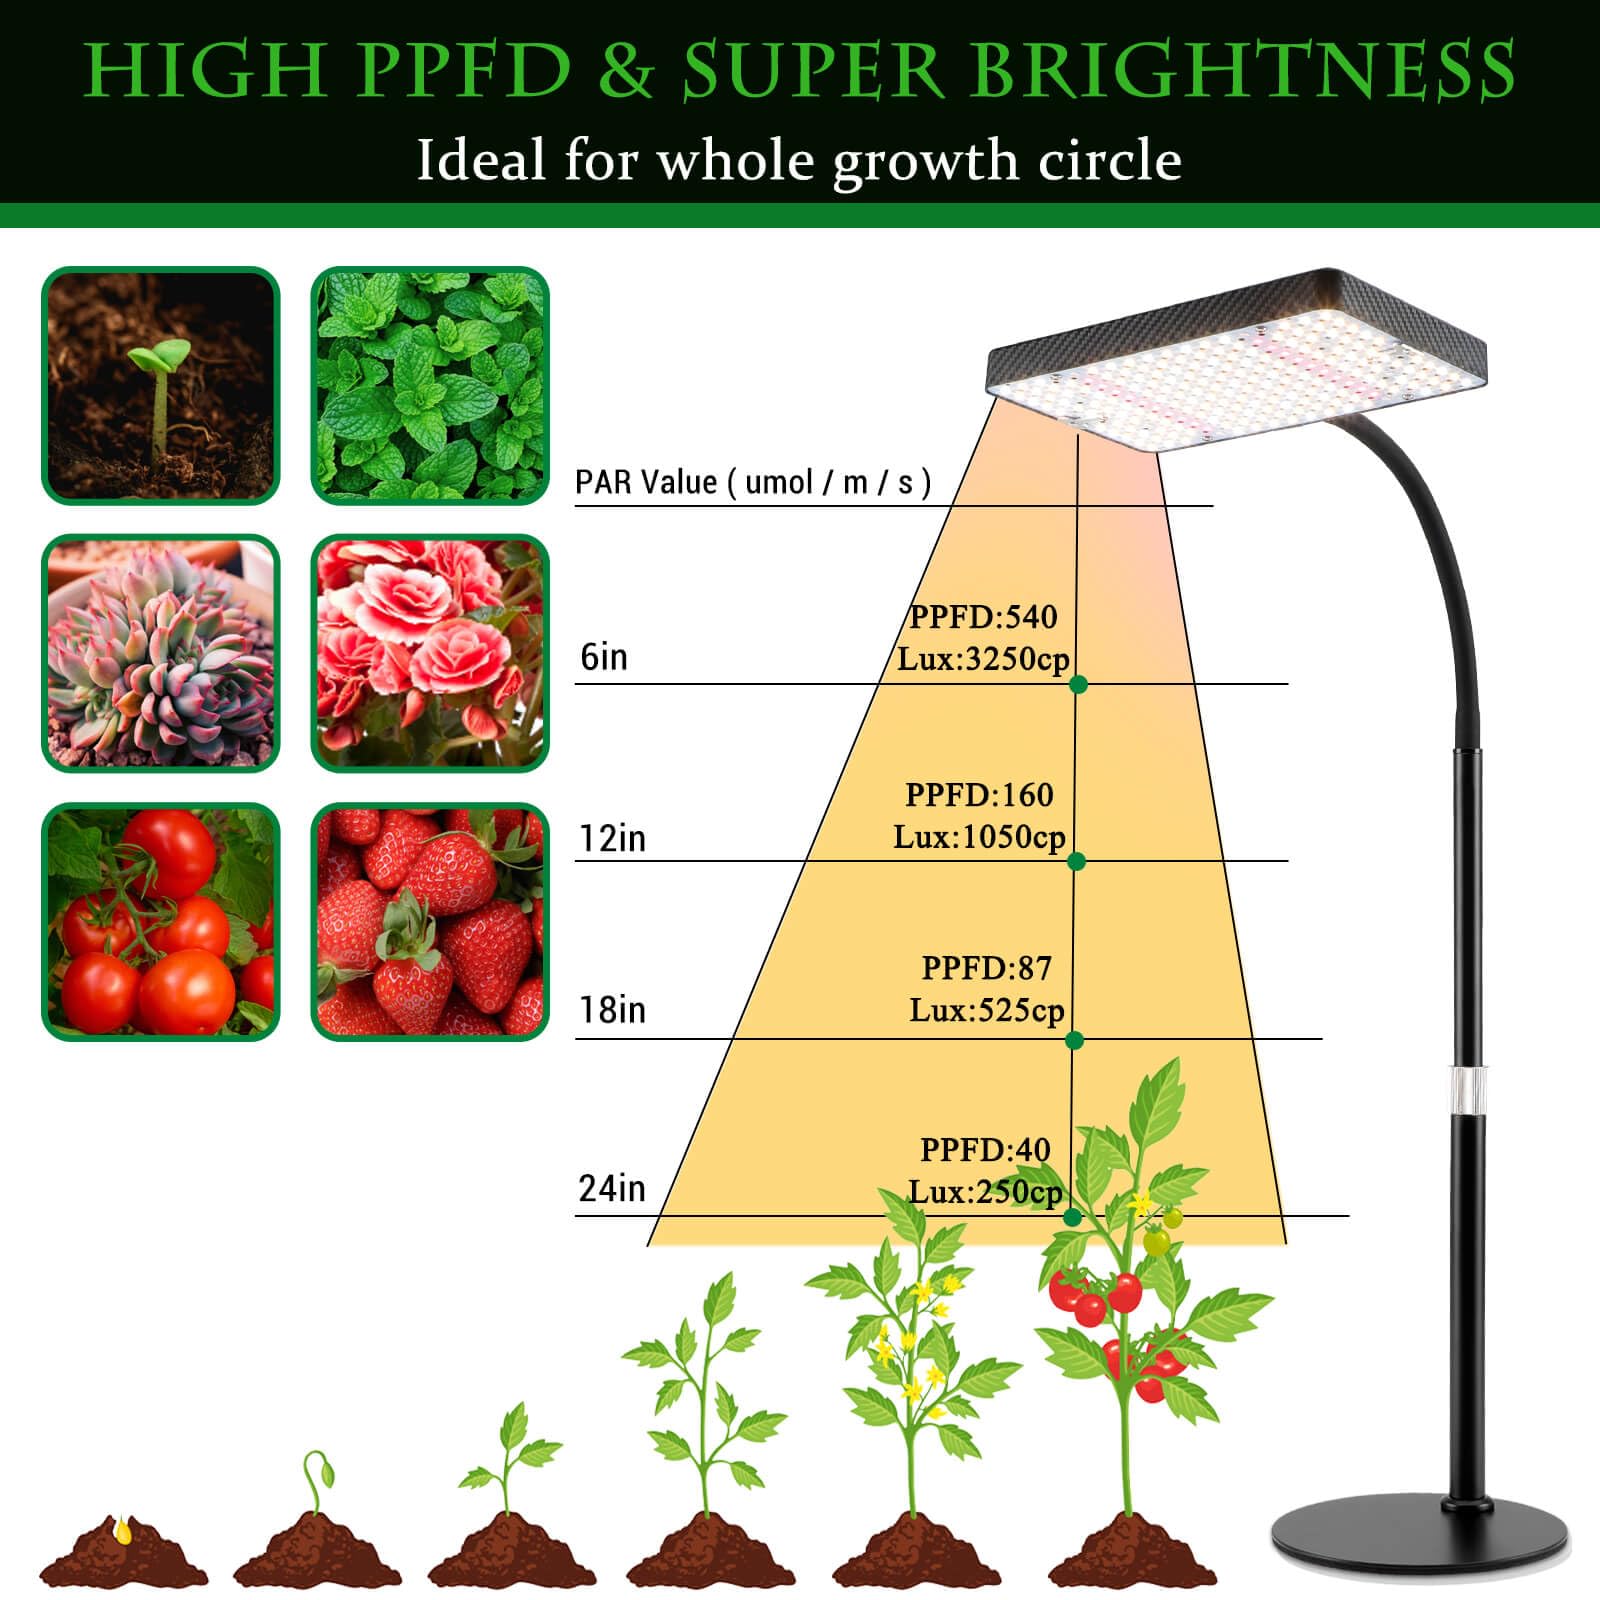 HIGH PPFD & SUPER BRIGHTNESS
Ideal for whole growth circle
PAR Value ( umol / m / s )
6in
PPFD:540
Lux:3250cp
12in
PPFD:160
Lux:1050cp
18in
PPFD:87
Lux:525cp
24in
PPFD:40
Lux:250cp